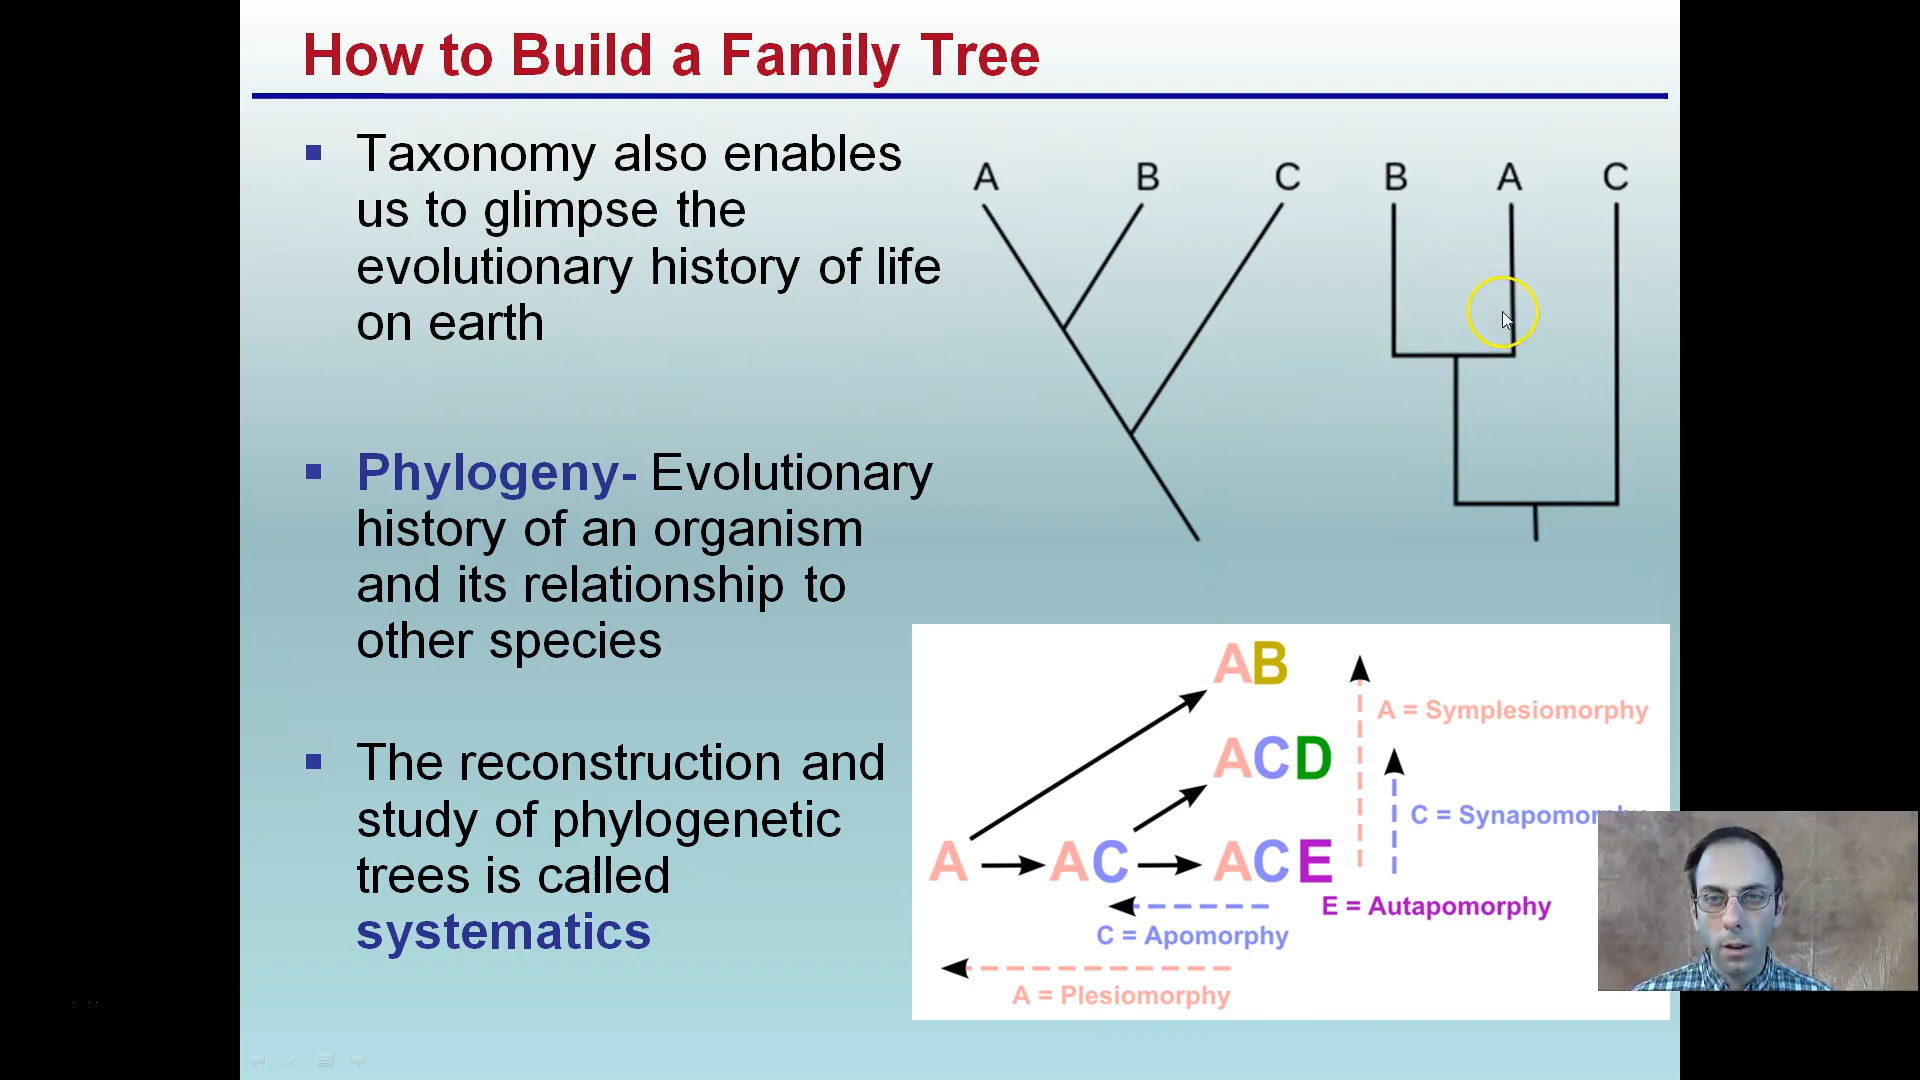 How to Build a Family Tree
Taxonomy also enables
us to glimpse the
evolutionary history of life
on earth
Phylogeny- Evolutionary
history of an organism
and its relationship to
other species
The reconstruction and
study of phylogenetic
trees is called
systematics
A B C B A C
AB
A = Symplesiomorphy
ACD
C =
A AC ACE
E = Autapomorphy
C = Apomorphy
A = Plesiomorphy